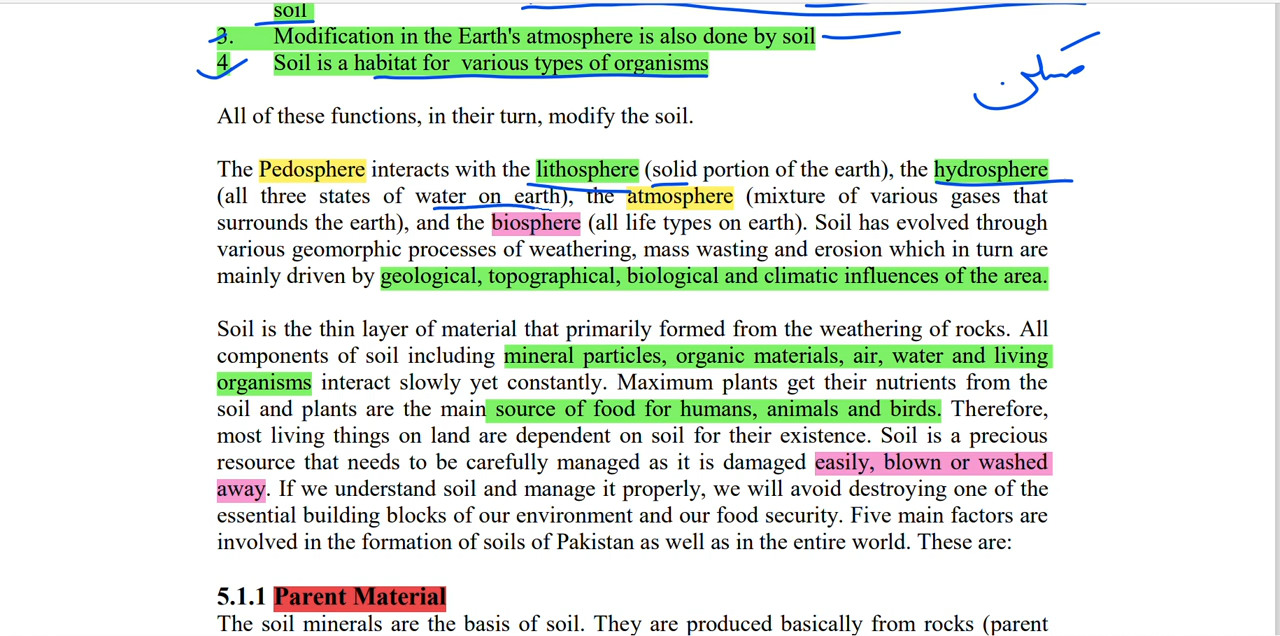 soil
3. Modification in the Earth's atmosphere is also done by soil
4 Soil is a habitat for various types of organisms
All of these functions, in their turn, modify the soil.
The Pedosphere interacts with the lithosphere (solid portion of the earth), the hydrosphere
(all three states of water on earth), the atmosphere (mixture of various gases that
surrounds the earth), and the biosphere (all life types on earth). Soil has evolved through
various geomorphic processes of weathering, mass wasting and erosion which in turn are
mainly driven by geological, topographical, biological and climatic influences of the area.
Soil is the thin layer of material that primarily formed from the weathering of rocks. All
components of soil including mineral particles, organic materials, air, water and living
organisms interact slowly yet constantly. Maximum plants get their nutrients from the
soil and plants are the main source of food for humans, animals and birds. Therefore,
most living things on land are dependent on soil for their existence. Soil is a precious
resource that needs to be carefully managed as it is damaged easily, blown or washed
away. If we understand soil and manage it properly, we will avoid destroying one of the
essential building blocks of our environment and our food security. Five main factors are
involved in the formation of soils of Pakistan as well as in the entire world. These are:
5.1.1 Parent Material
The soil minerals are the basis of soil. They are produced basically from rocks (parent